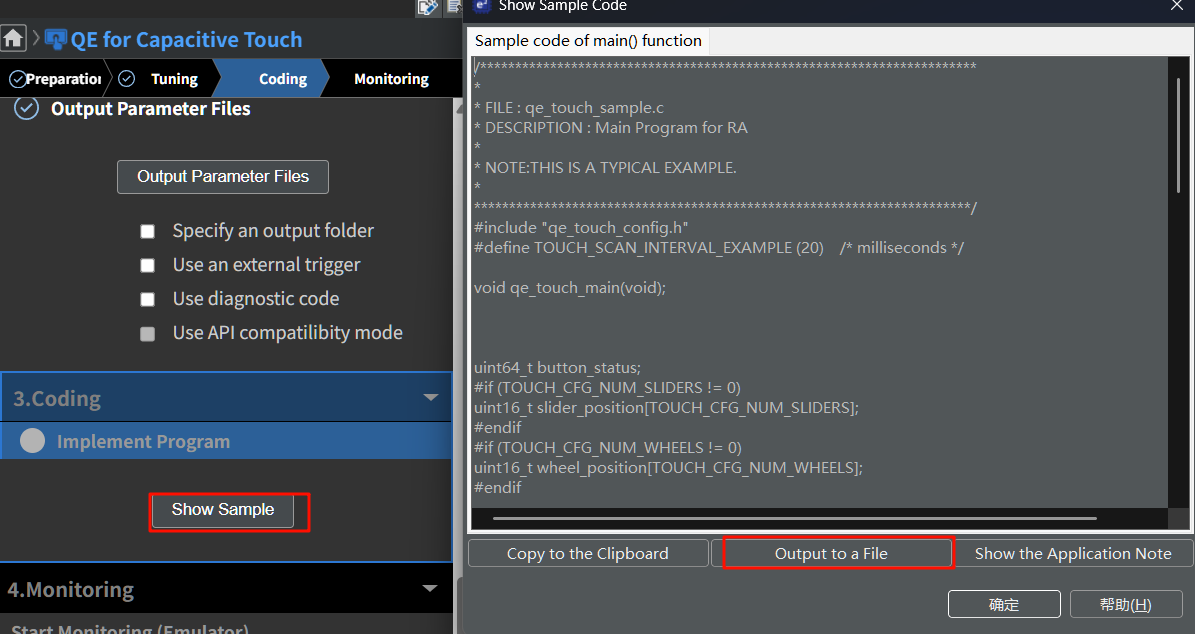 QE for Capacitive Touch
Preparation
Tuning
Coding
Monitoring
Output Parameter Files
Output Parameter Files
Specify an output folder
Use an external trigger
Use diagnostic code
Use API compatilibity mode
3.Coding
Implement Program
Show Sample
4.Monitoring
Start Monitoring (Emulator)
Show Sample Code
Sample code of main() function
/***********************************************************************
*
* FILE : qe_touch_sample.c
* DESCRIPTION : Main Program for RA
*
* NOTE:THIS IS A TYPICAL EXAMPLE.
*
***********************************************************************/
#include "qe_touch_config.h"
#define TOUCH_SCAN_INTERVAL_EXAMPLE (20)    /* milliseconds */
void qe_touch_main(void);
uint64_t button_status;
#if (TOUCH_CFG_NUM_SLIDERS != 0)
uint16_t slider_position[TOUCH_CFG_NUM_SLIDERS];
#endif
#if (TOUCH_CFG_NUM_WHEELS != 0)
uint16_t wheel_position[TOUCH_CFG_NUM_WHEELS];
#endif
Copy to the Clipboard
Output to a File
Show the Application Note
确定
帮助(H)